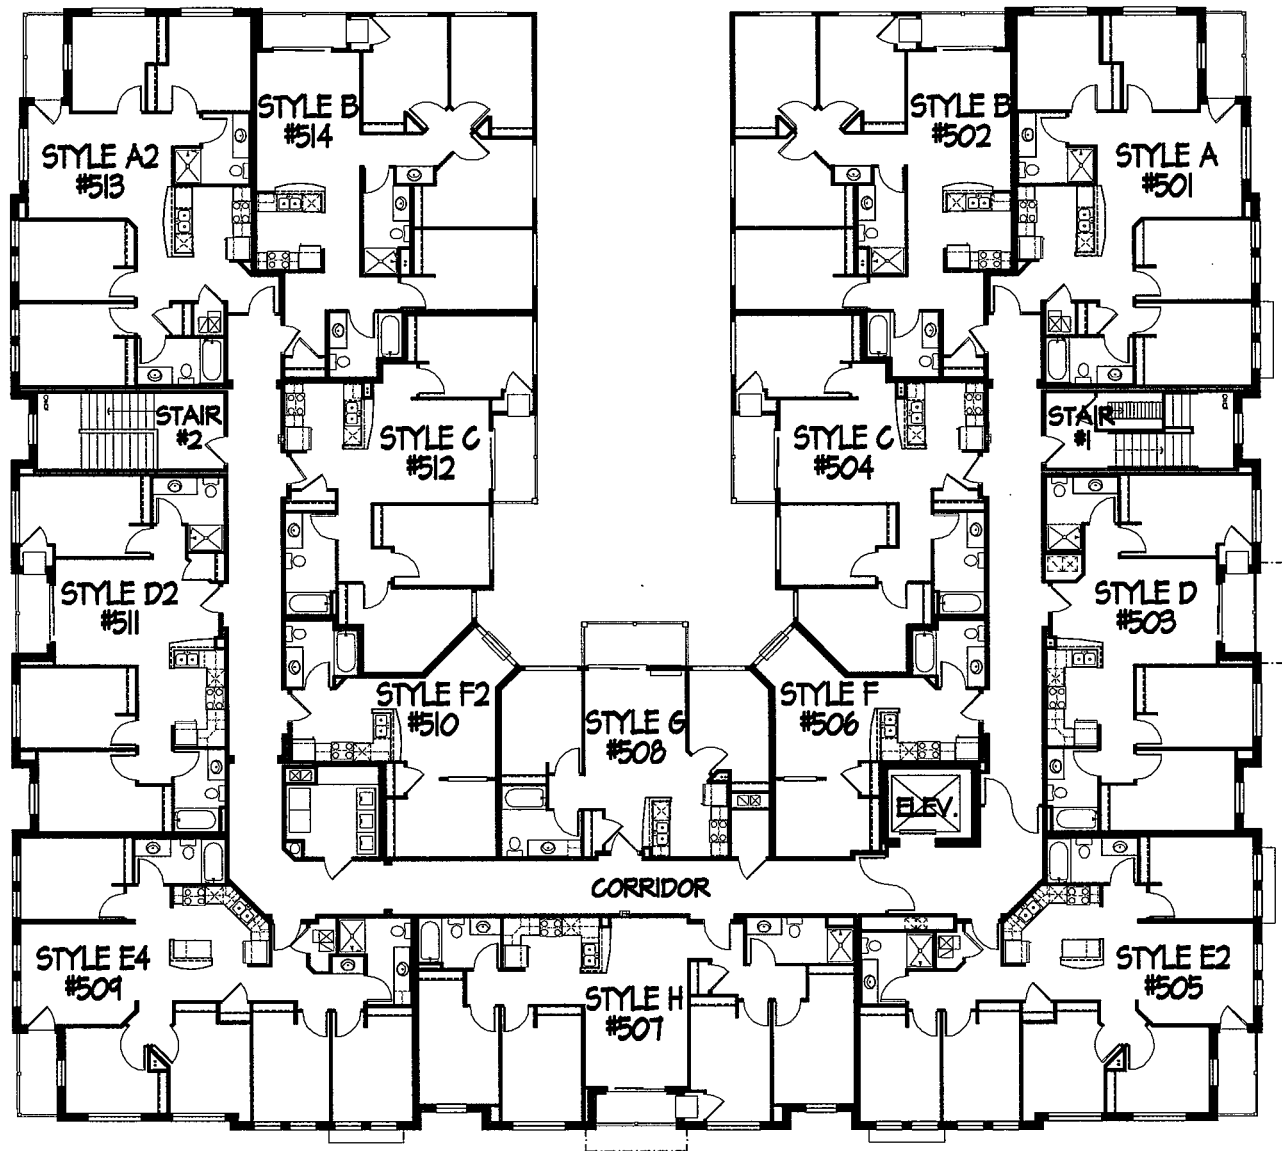 STYLE B
#514
STYLE B
#502
STYLE A2
#513
STYLE A
#501
STAIR
#2
STYLE C
#512
STYLE C
#504
STAIR
#1
STYLE D2
#511
STYLE D
#503
STYLE F2
#510
STYLE G
#508
STYLE F
#506
ELEV.
CORRIDOR
STYLE E4
#509
STYLE H
#507
STYLE E2
#505